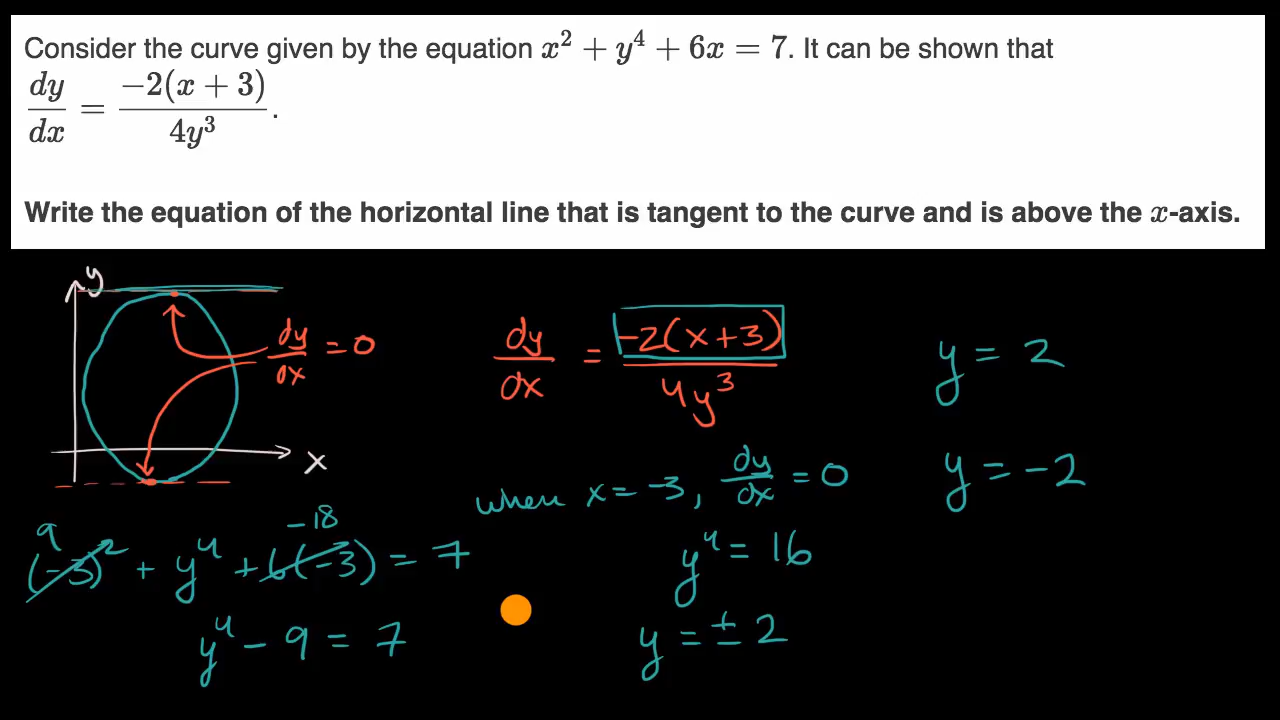 Consider the curve given by the equation x² + y⁴ + 6x = 7. It can be shown that
dy/dx = −2(x + 3)/4y³.
Write the equation of the horizontal line that is tangent to the curve and is above the x-axis.
y
dy/dx = 0
x
dy/dx = −2(x+3)/4y³
y = 2
y = −2
when x = −3, dy/dx = 0
9 −18
(−3)² + y⁴ + 6(−3) = 7
y⁴ = 16
y⁴ − 9 = 7
y = ± 2